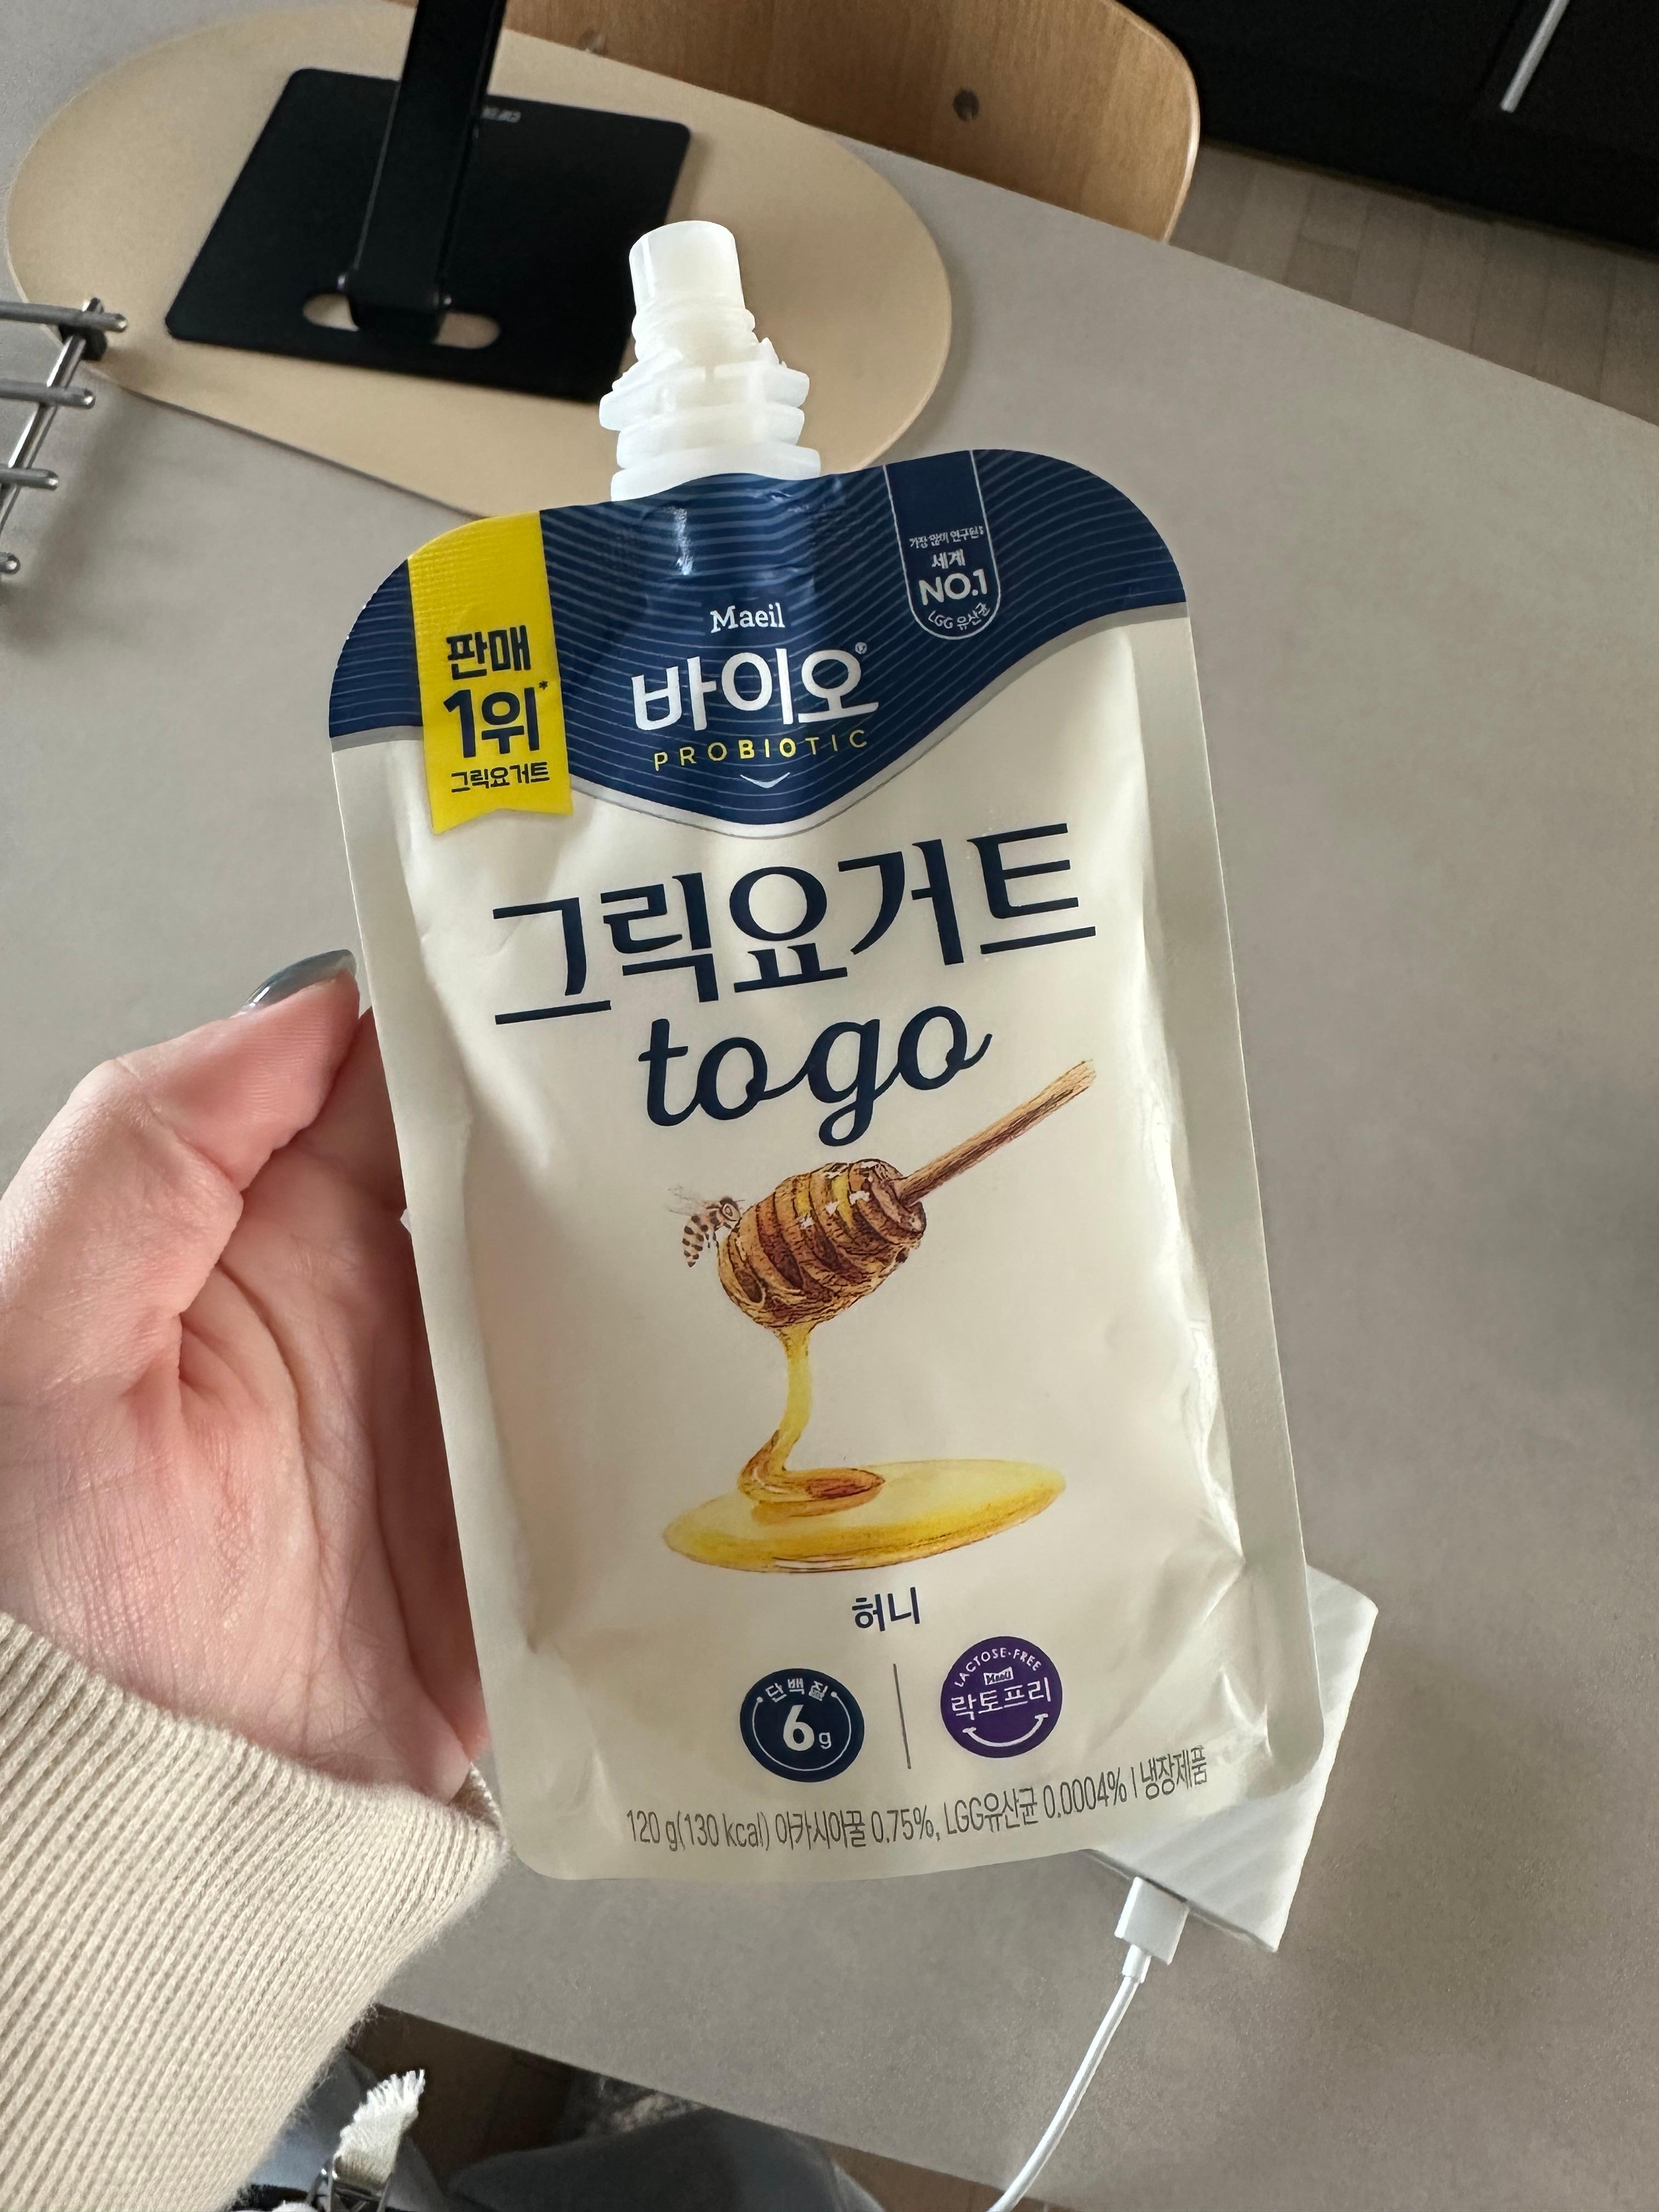 판매
1위*
그릭요거트
Maeil
바이오®
PROBIOTIC
가장 많이 연구된‡
세계
NO.1
LGG 유산균
그릭요거트
to go
허니
단백질
6g
LACTOSE-FREE
Maeil
락토프리
120 g(130 kcal) 아카시아꿀 0.75%, LGG유산균 0.0004% | 냉장제품